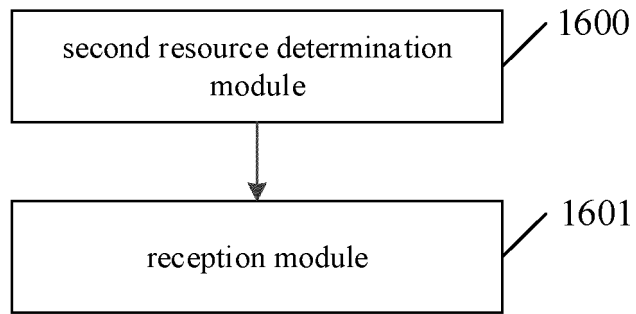 1600
second resource determination
module
1601
reception module